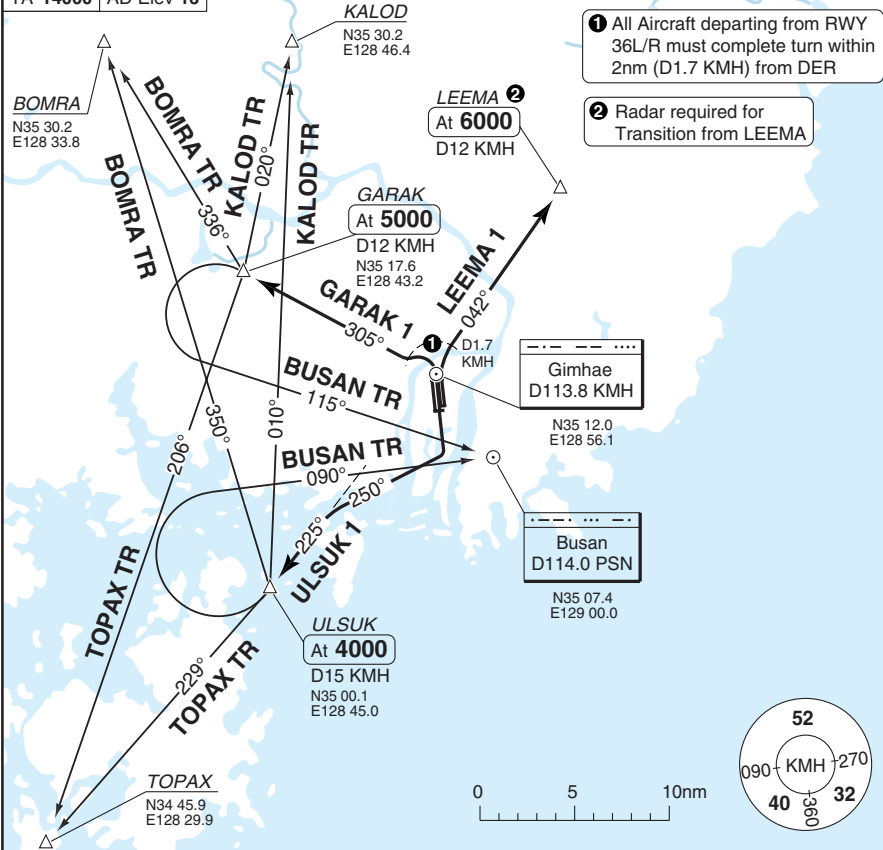 AD Elev 13
KALOD
N35 30.2
E128 46.4
❶ All Aircraft departing from RWY
36L/R must complete turn within
2nm (D1.7 KMH) from DER
❷ Radar required for
Transition from LEEMA
BOMRA
N35 30.2
E128 33.8
LEEMA ❷
At 6000
D12 KMH
BOMRA TR
336°
KALOD TR
020°
KALOD TR
010°
BOMRA TR
350°
GARAK
At 5000
D12 KMH
N35 17.6
E128 43.2
LEEMA 1
042°
GARAK 1
305°
❶
D1.7
KMH
Gimhae
D113.8 KMH
N35 12.0
E128 56.1
BUSAN TR
115°
BUSAN TR
090°
206°
TOPAX TR
250°
225°
ULSUK 1
Busan
D114.0 PSN
N35 07.4
E129 00.0
ULSUK
At 4000
D15 KMH
N35 00.1
E128 45.0
229°
TOPAX TR
TOPAX
N34 45.9
E128 29.9
0 5 10nm
52
090 KMH 270
40 360 32